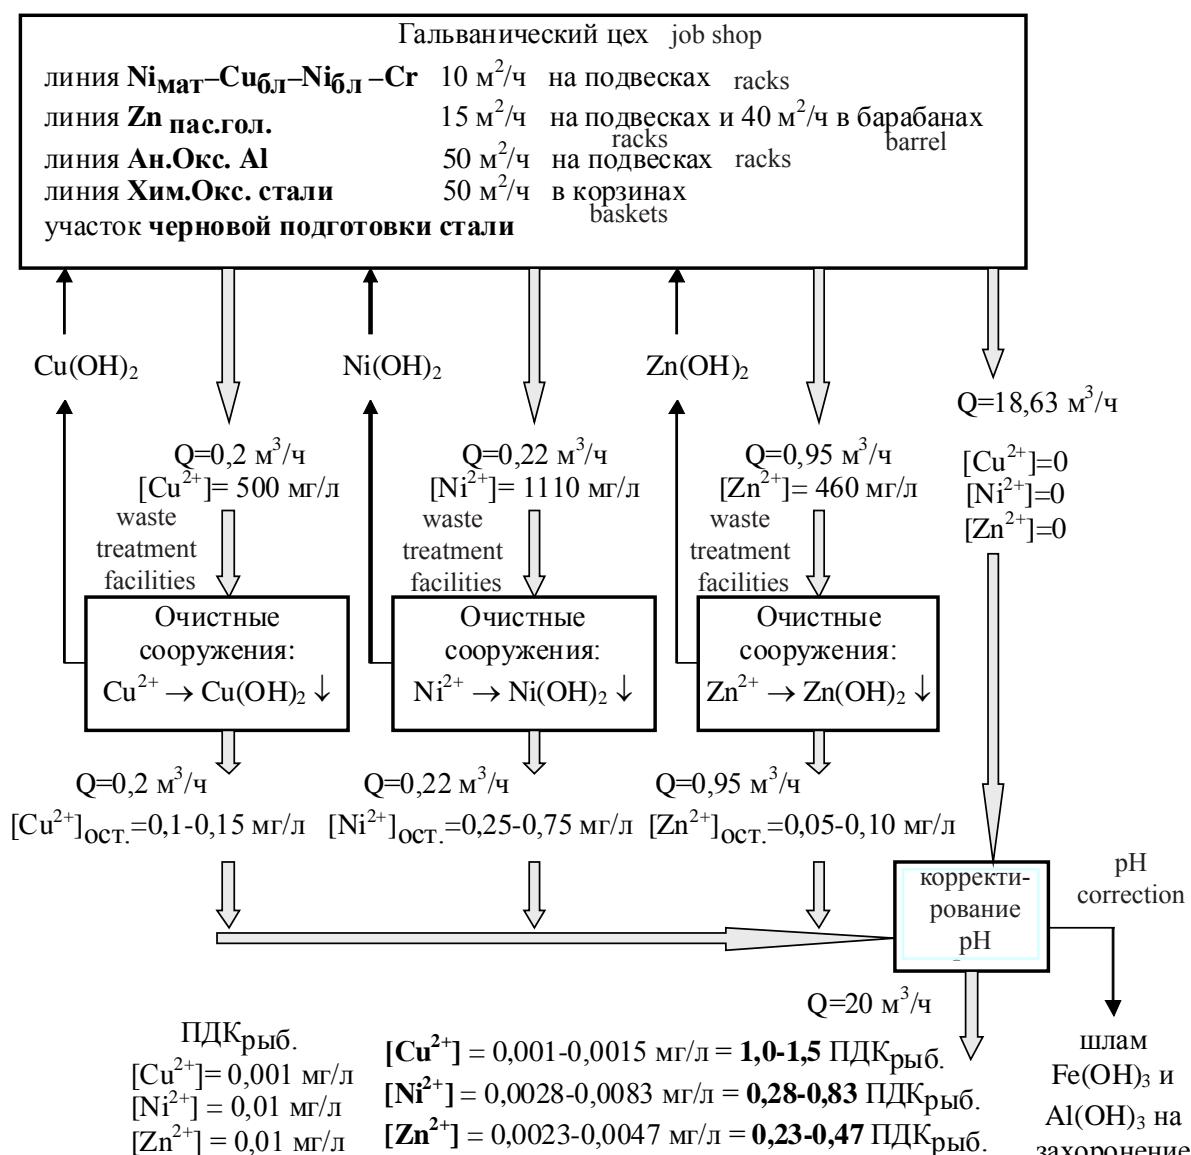 Гальванический цех job shop
линия Niмат–Cuбл–Niбл –Cr 10 м²/ч на подвесках racks
линия Zn пас.гол. 15 м²/ч на подвесках и 40 м²/ч в барабанах
racks barrel
линия Ан.Окс. Al 50 м²/ч на подвесках racks
линия Хим.Окс. стали 50 м²/ч в корзинах
baskets
участок черновой подготовки стали
Cu(OH)₂ Ni(OH)₂ Zn(OH)₂
Q=18,63 м³/ч
[Cu²⁺]=0
[Ni²⁺]=0
[Zn²⁺]=0
Q=0,2 м³/ч
[Cu²⁺]= 500 мг/л
waste
treatment
facilities
Q=0,22 м³/ч
[Ni²⁺]= 1110 мг/л
waste
treatment
facilities
Q=0,95 м³/ч
[Zn²⁺]= 460 мг/л
waste
treatment
facilities
Очистные
сооружения:
Cu²⁺ → Cu(OH)₂ ↓
Очистные
сооружения:
Ni²⁺ → Ni(OH)₂ ↓
Очистные
сооружения:
Zn²⁺ → Zn(OH)₂ ↓
Q=0,2 м³/ч
[Cu²⁺]ост.=0,1-0,15 мг/л
Q=0,22 м³/ч
[Ni²⁺]ост.=0,25-0,75 мг/л
Q=0,95 м³/ч
[Zn²⁺]ост.=0,05-0,10 мг/л
корректи-
рование
pH
pH
correction
Q=20 м³/ч
ПДКрыб.
[Cu²⁺]= 0,001 мг/л
[Ni²⁺] = 0,01 мг/л
[Zn²⁺] = 0,01 мг/л
[Cu²⁺] = 0,001-0,0015 мг/л = 1,0-1,5 ПДКрыб.
[Ni²⁺] = 0,0028-0,0083 мг/л = 0,28-0,83 ПДКрыб.
[Zn²⁺] = 0,0023-0,0047 мг/л = 0,23-0,47 ПДКрыб.
шлам
Fe(OH)₃ и
Al(OH)₃ на
захоронение